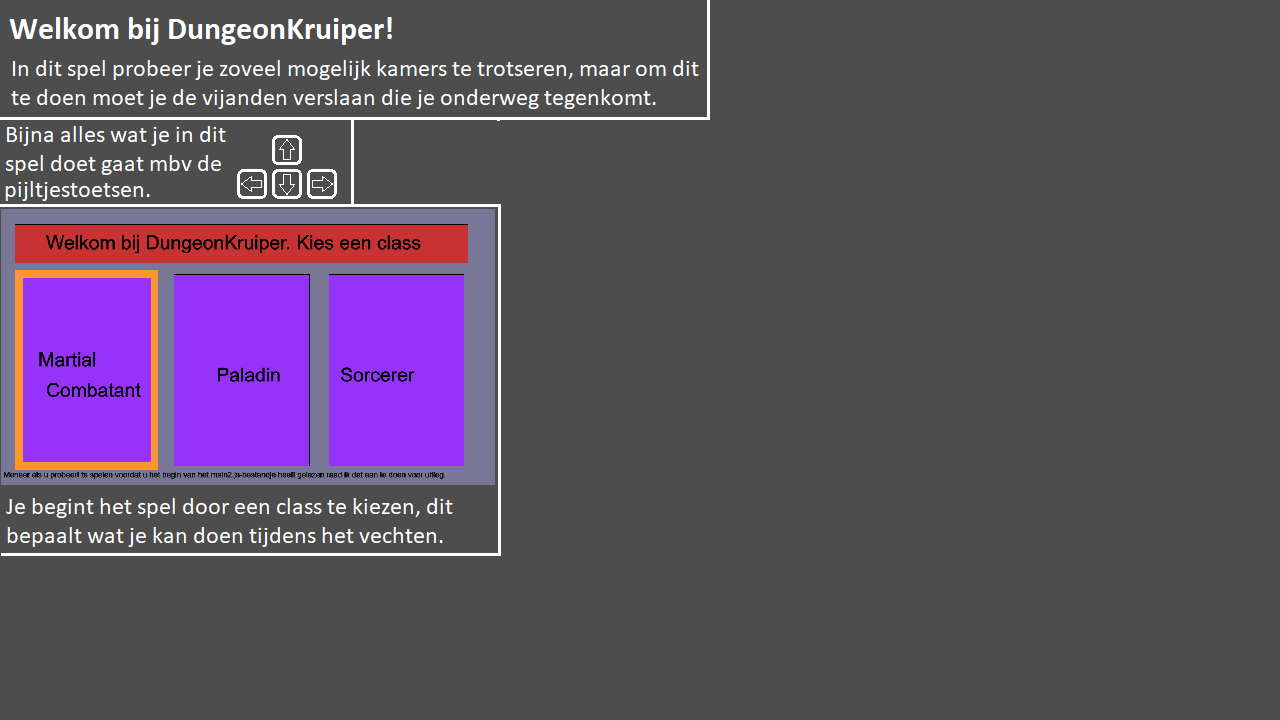 Welkom bij DungeonKruiper!
In dit spel probeer je zoveel mogelijk kamers te trotseren, maar om dit
te doen moet je de vijanden verslaan die je onderweg tegenkomt.
Bijna alles wat je in dit
spel doet gaat mbv de
pijltjestoetsen.
Welkom bij DungeonKruiper. Kies een class
Martial
Combatant
Paladin
Sorcerer
Meneer als u probeert te spelen voordat u het begin van het main2.js-bestandje heeft gelezen raad ik dat aan te doen voor uitleg.
Je begint het spel door een class te kiezen, dit
bepaalt wat je kan doen tijdens het vechten.